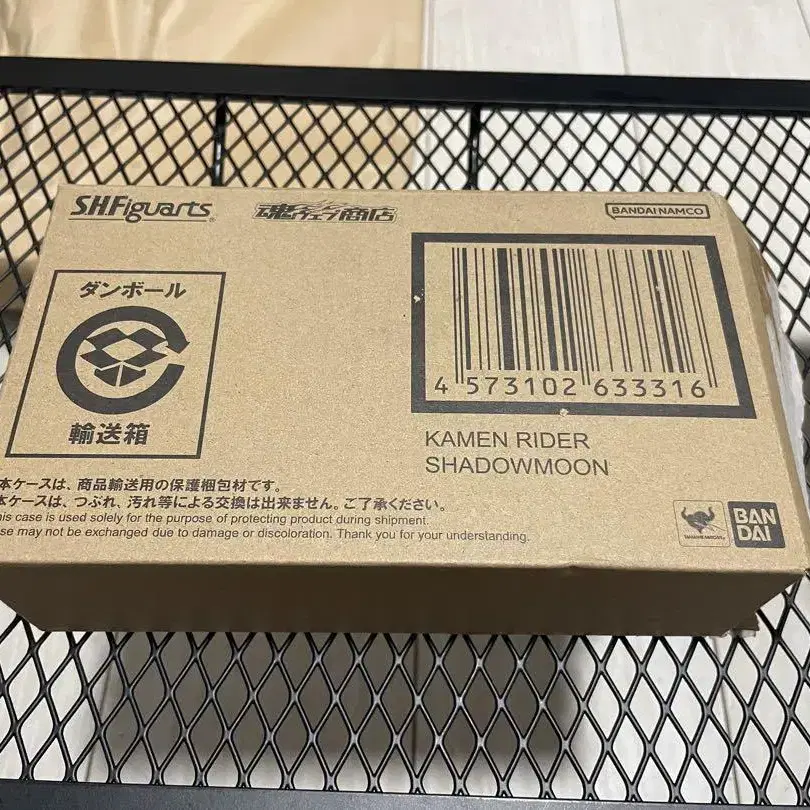 S.H.Figuarts
魂ウェブ商店
BANDAI NAMCO
ダンボール
輸送箱
4 573102 633316
KAMEN RIDER
SHADOWMOON
本ケースは、商品輸送用の保護梱包材です。
本ケースは、つぶれ、汚れ等による交換は出来ません。ご了承ください。
his case is used solely for the purpose of protecting product during shipment.
se may not be exchanged due to damage or discoloration. Thank you for your understanding.
BAN
DAI